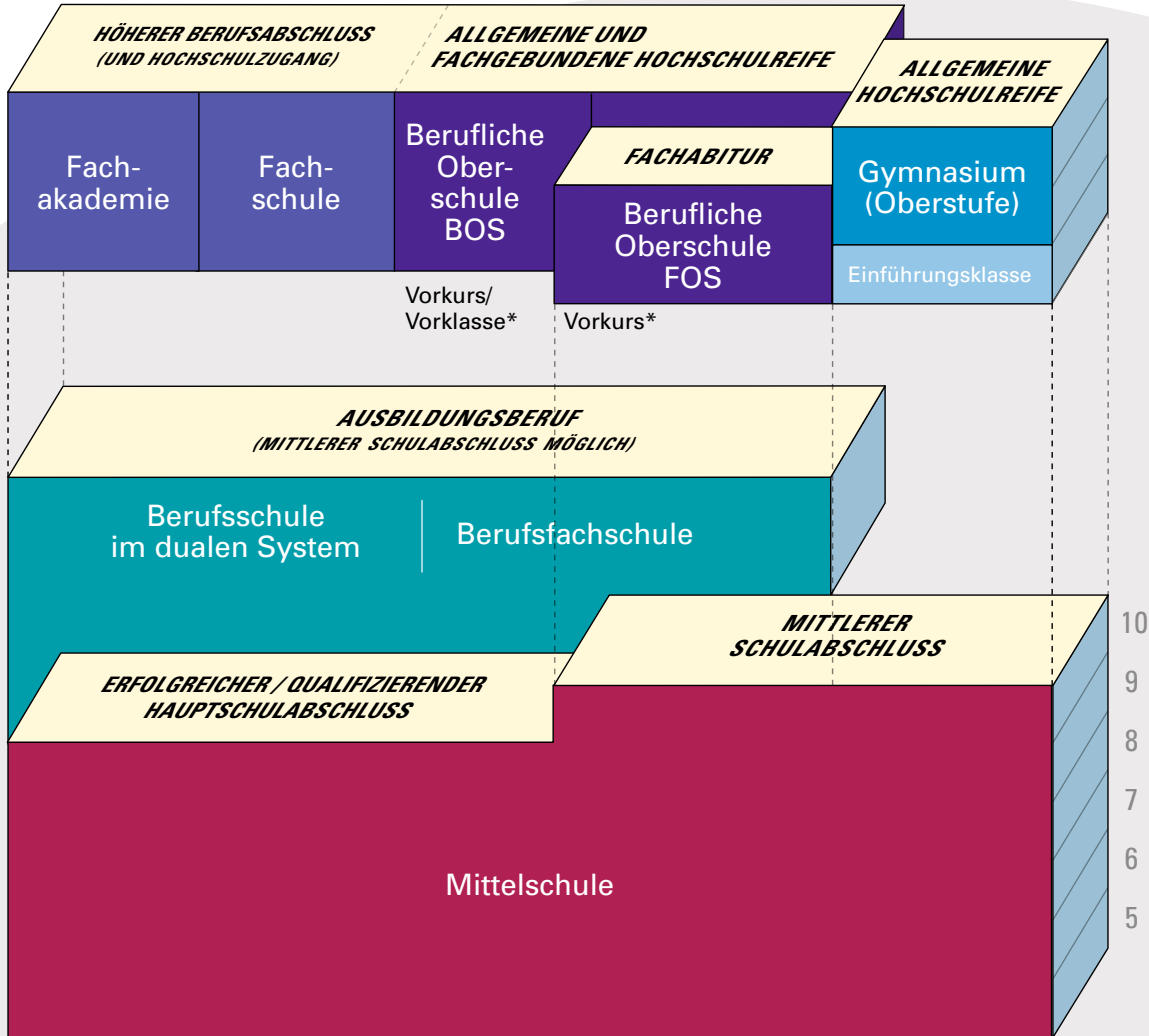 HÖHERER BERUFSABSCHLUSS
(UND HOCHSCHULZUGANG)
ALLGEMEINE UND
FACHGEBUNDENE HOCHSCHULREIFE
ALLGEMEINE
HOCHSCHULREIFE
Fach-
akademie
Fach-
schule
Berufliche
Ober-
schule
BOS
FACHABITUR
Berufliche
Oberschule
FOS
Gymnasium
(Oberstufe)
Einführungsklasse
Vorkurs/
Vorklasse*
Vorkurs*
AUSBILDUNGSBERUF
(MITTLERER SCHULABSCHLUSS MÖGLICH)
Berufsschule
im dualen System
Berufsfachschule
MITTLERER
SCHULABSCHLUSS
ERFOLGREICHER / QUALIFIZIERENDER
HAUPTSCHULABSCHLUSS
Mittelschule
10
9
8
7
6
5